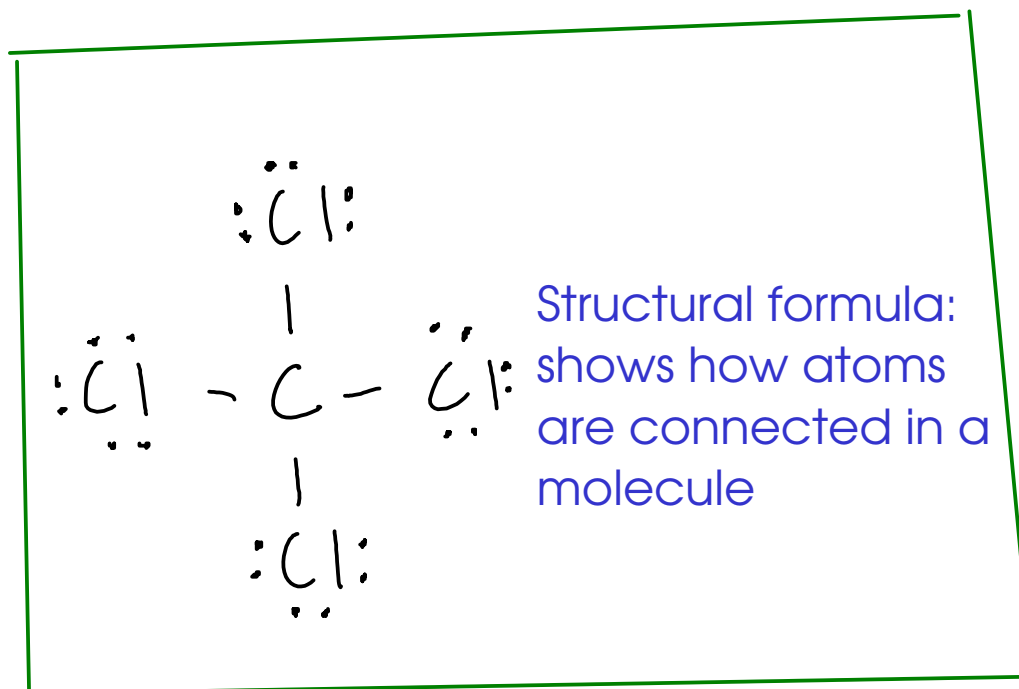 Cl
Cl - C - Cl
Cl
Structural formula:
shows how atoms
are connected in a
molecule